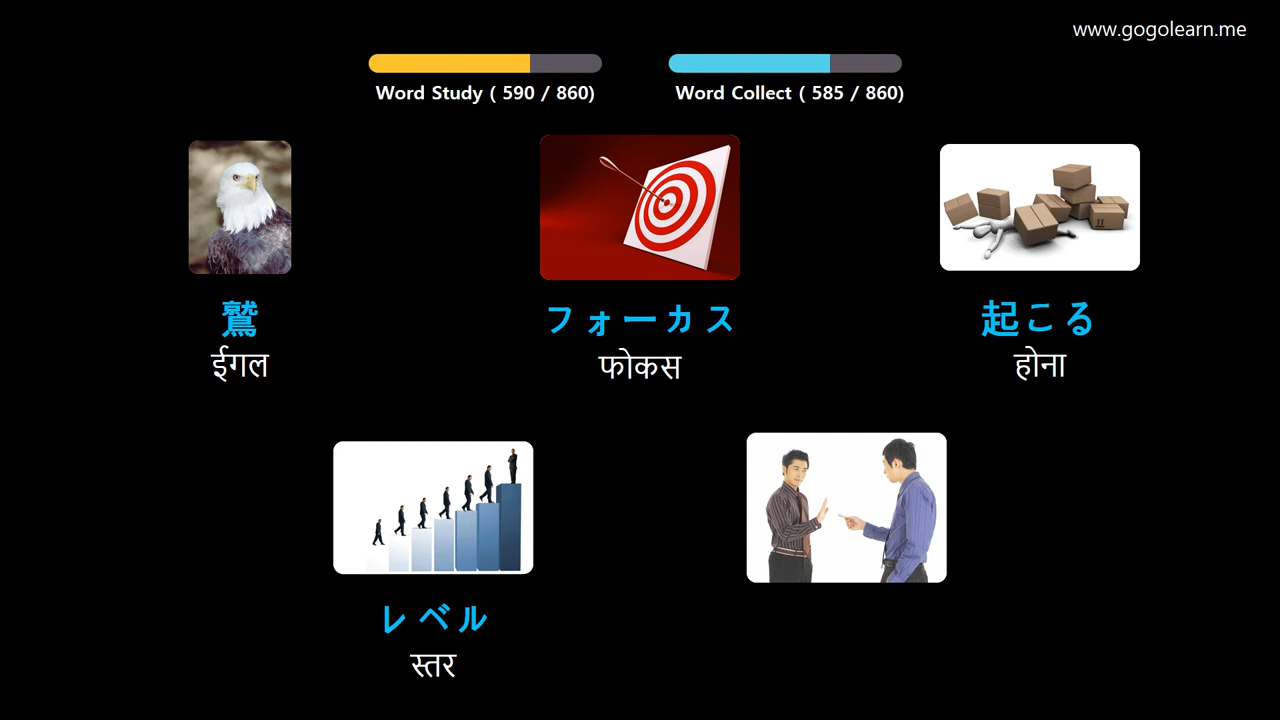 www.gogolearn.me
Word Study ( 590 / 860)
Word Collect ( 585 / 860)
鷲
ईगल
フォーカス
फोकस
起こる
होना
レベル
स्तर